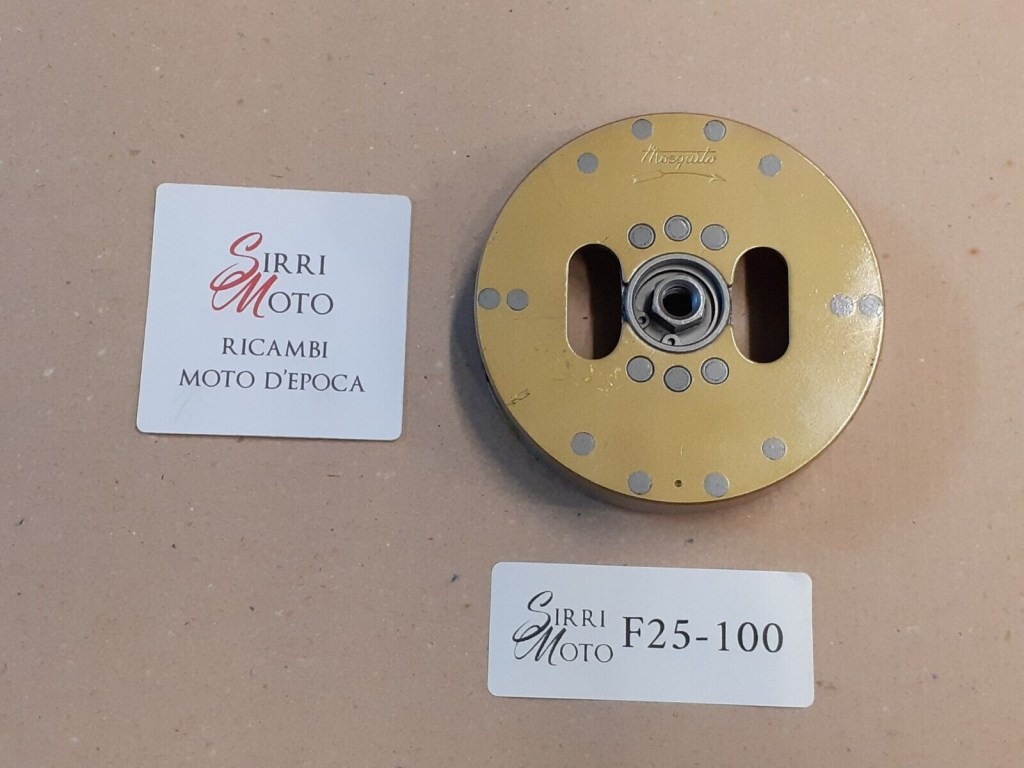 SIRRI
MOTO
RICAMBI
MOTO D'EPOCA
Mosquito
SIRRI
MOTO
F25-100